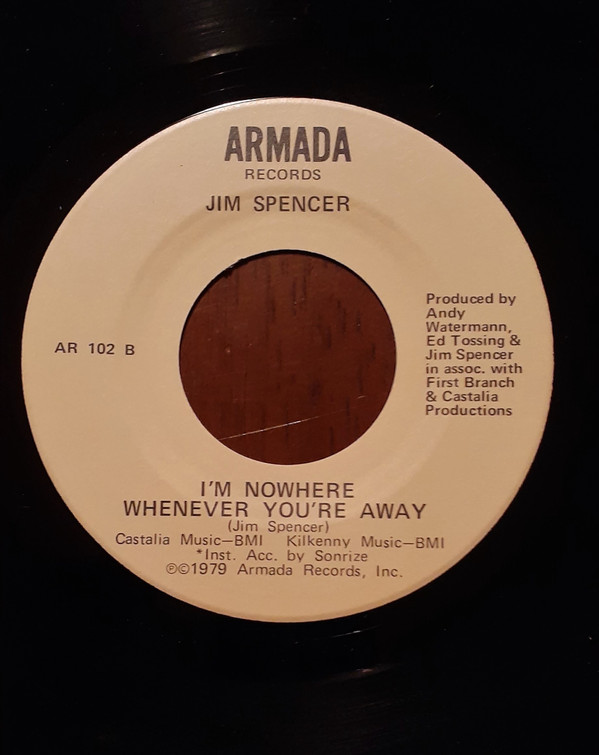 ARMADA
RECORDS
JIM SPENCER
AR 102 B
Produced by
Andy
Watermann,
Ed Tossing &
Jim Spencer
in assoc. with
First Branch
& Castalia
Productions
I'M NOWHERE
WHENEVER YOU'RE AWAY
(Jim Spencer)
Castalia Music—BMI Kilkenny Music—BMI
*Inst. Acc. by Sonrize
℗©1979 Armada Records, Inc.